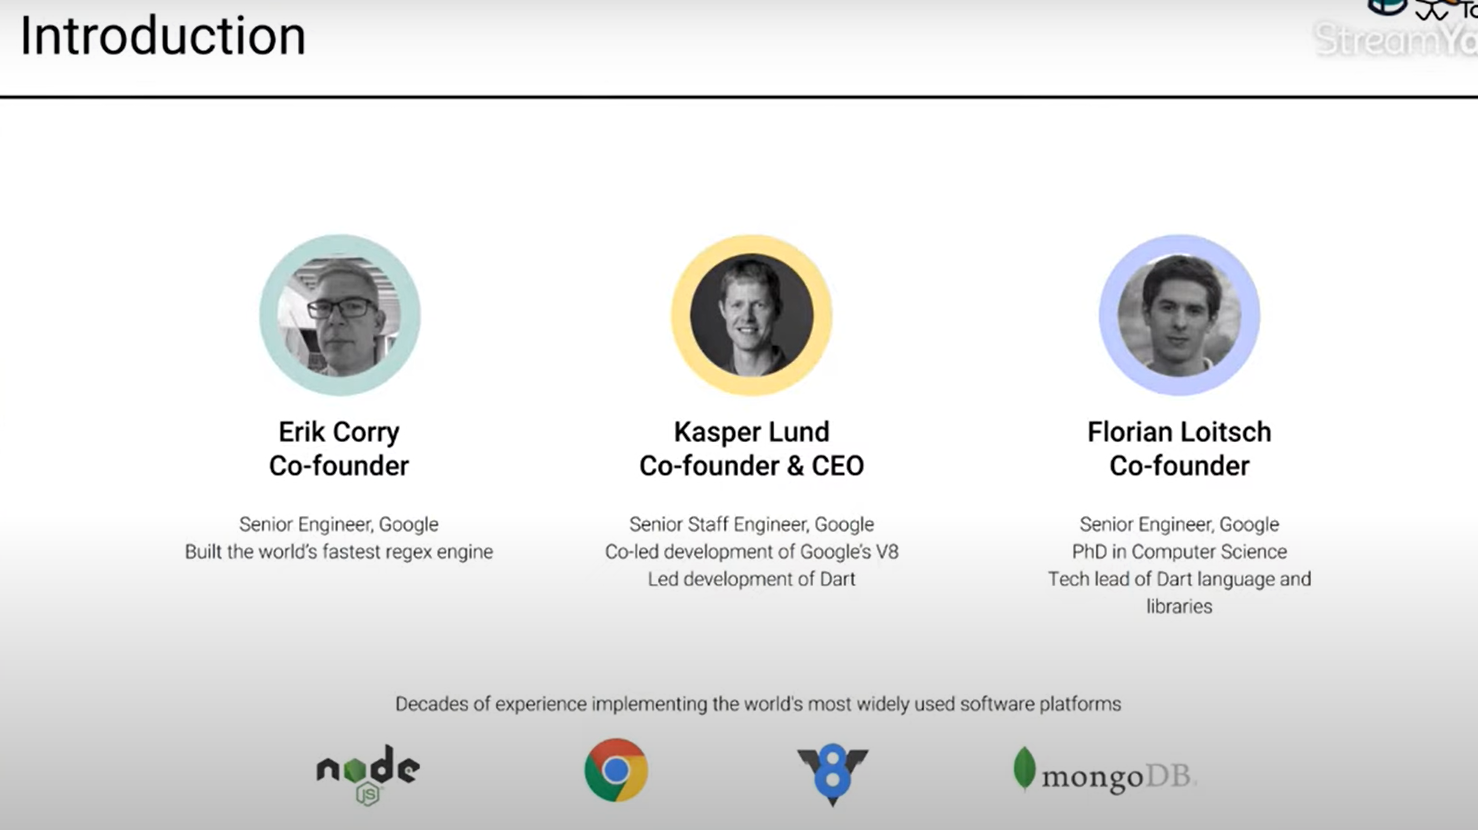 Introduction
StreamYa
Erik Corry
Co-founder
Senior Engineer, Google
Built the world's fastest regex engine
Kasper Lund
Co-founder & CEO
Senior Staff Engineer, Google
Co-led development of Google's V8
Led development of Dart
Florian Loitsch
Co-founder
Senior Engineer, Google
PhD in Computer Science
Tech lead of Dart language and
libraries
Decades of experience implementing the world's most widely used software platforms
node
JS
8
mongoDB